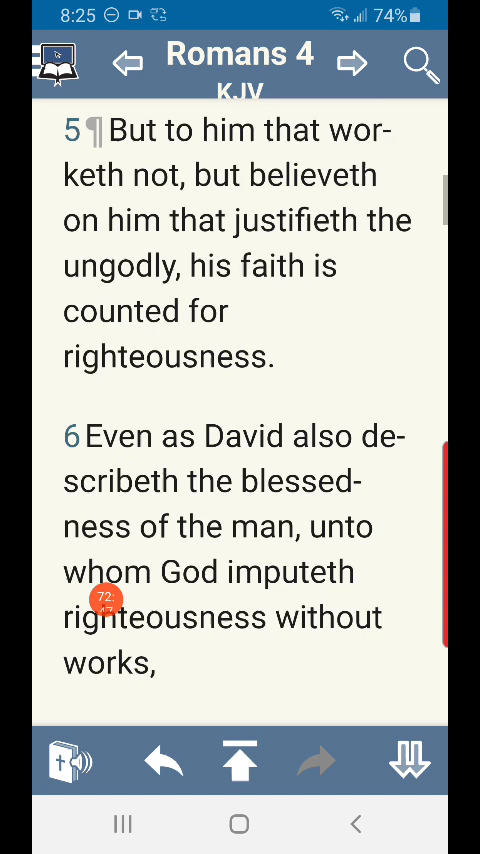 8:25 74%
Romans 4
KJV
5 ¶ But to him that wor-
keth not, but believeth
on him that justifieth the
ungodly, his faith is
counted for
righteousness.
6 Even as David also de-
scribeth the blessed-
ness of the man, unto
whom God imputeth
72:
47
righteousness without
works,